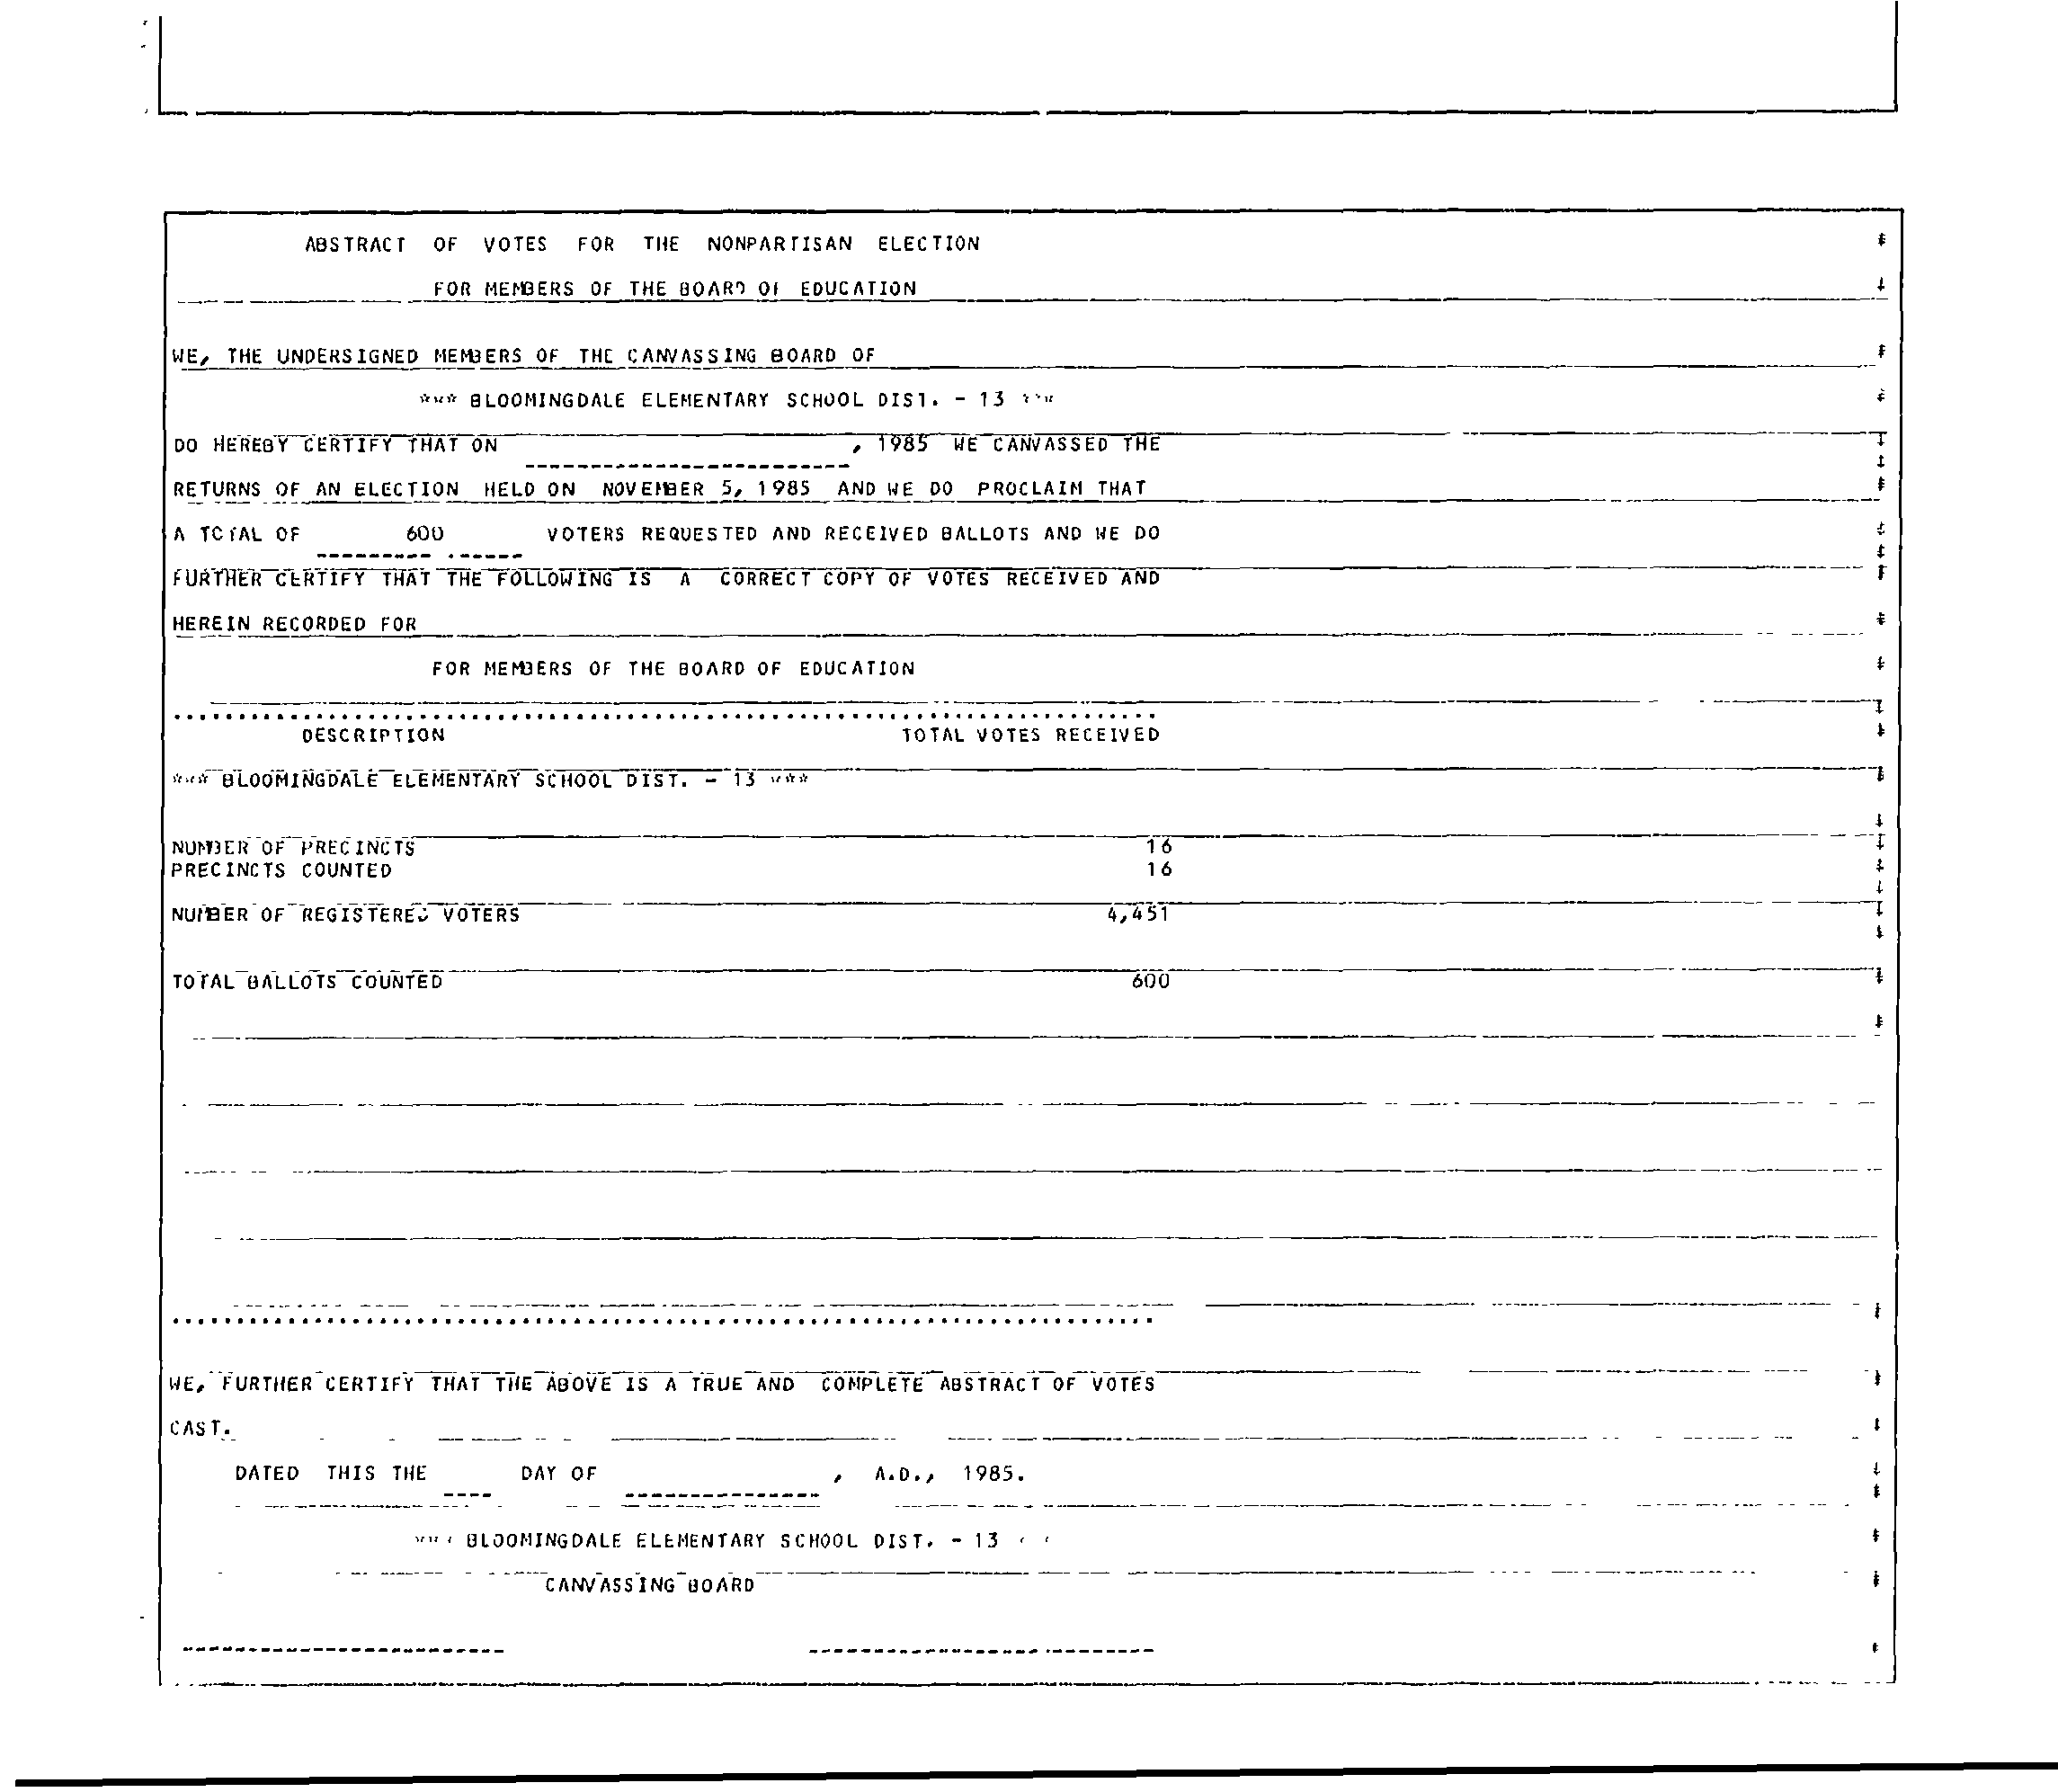 ABSTRACT OF VOTES FOR THE NONPARTISAN ELECTION
FOR MEMBERS OF THE BOARD OF EDUCATION
WE, THE UNDERSIGNED MEMBERS OF THE CANVASSING BOARD OF
*** BLOOMINGDALE ELEMENTARY SCHOOL DIST. - 13 ***
DO HEREBY CERTIFY THAT ON , 1985 WE CANVASSED THE
RETURNS OF AN ELECTION HELD ON NOVEMBER 5, 1985 AND WE DO PROCLAIM THAT
A TOTAL OF 600 VOTERS REQUESTED AND RECEIVED BALLOTS AND WE DO
FURTHER CERTIFY THAT THE FOLLOWING IS A CORRECT COPY OF VOTES RECEIVED AND
HEREIN RECORDED FOR
FOR MEMBERS OF THE BOARD OF EDUCATION
DESCRIPTION TOTAL VOTES RECEIVED
*** BLOOMINGDALE ELEMENTARY SCHOOL DIST. - 13 ***
NUMBER OF PRECINCTS 16
PRECINCTS COUNTED 16
NUMBER OF REGISTERED VOTERS 4,451
TOTAL BALLOTS COUNTED 600
WE, FURTHER CERTIFY THAT THE ABOVE IS A TRUE AND COMPLETE ABSTRACT OF VOTES
CAST.
DATED THIS THE DAY OF , A.D., 1985.
*** BLOOMINGDALE ELEMENTARY SCHOOL DIST. - 13
CANVASSING BOARD